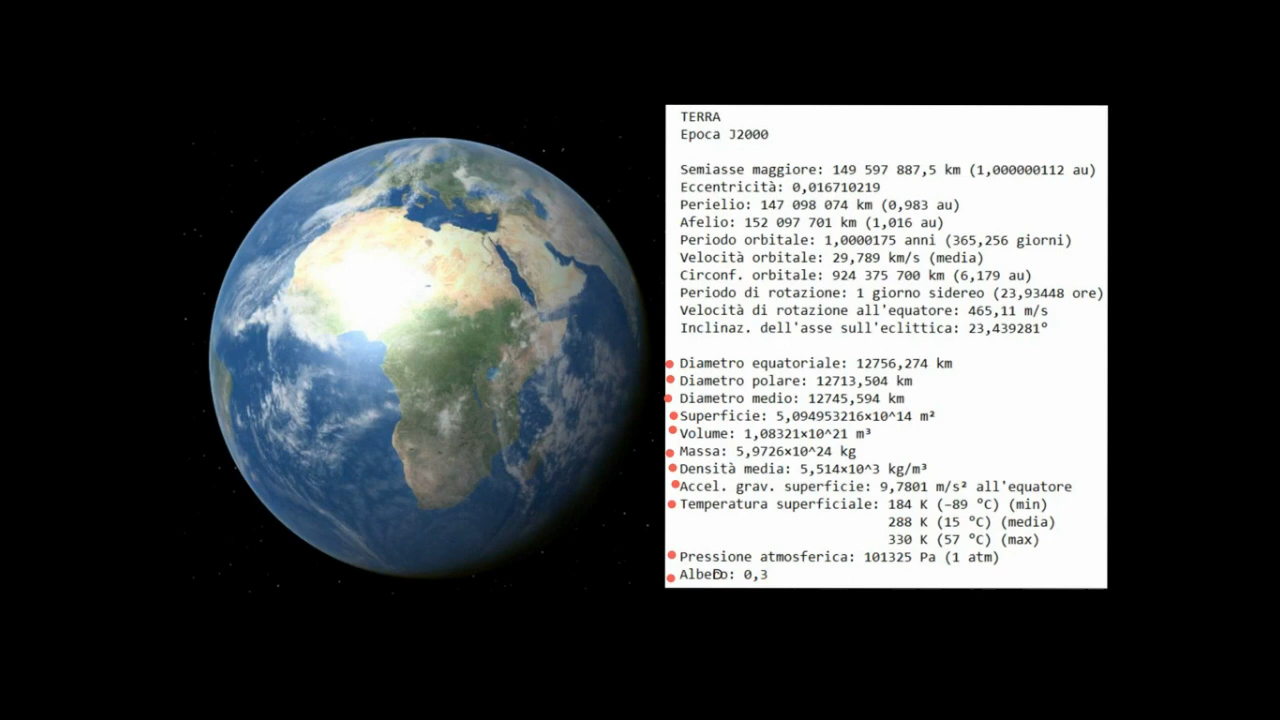 TERRA
Epoca J2000
Semiasse maggiore: 149 597 887,5 km (1,000000112 au)
Eccentricità: 0,016710219
Perielio: 147 098 074 km (0,983 au)
Afelio: 152 097 701 km (1,016 au)
Periodo orbitale: 1,0000175 anni (365,256 giorni)
Velocità orbitale: 29,789 km/s (media)
Circonf. orbitale: 924 375 700 km (6,179 au)
Periodo di rotazione: 1 giorno sidereo (23,93448 ore)
Velocità di rotazione all'equatore: 465,11 m/s
Inclinaz. dell'asse sull'eclittica: 23,439281º
Diametro equatoriale: 12756,274 km
Diametro polare: 12713,504 km
Diametro medio: 12745,594 km
Superficie: 5,094953216×10^14 m²
Volume: 1,08321×10^21 m³
Massa: 5,9726×10^24 kg
Densità media: 5,514×10^3 kg/m³
Accel. grav. superficie: 9,7801 m/s² all'equatore
Temperatura superficiale: 184 K (-89 ºC) (min)
288 K (15 ºC) (media)
330 K (57 ºC) (max)
Pressione atmosferica: 101325 Pa (1 atm)
AlbeDo: 0,3